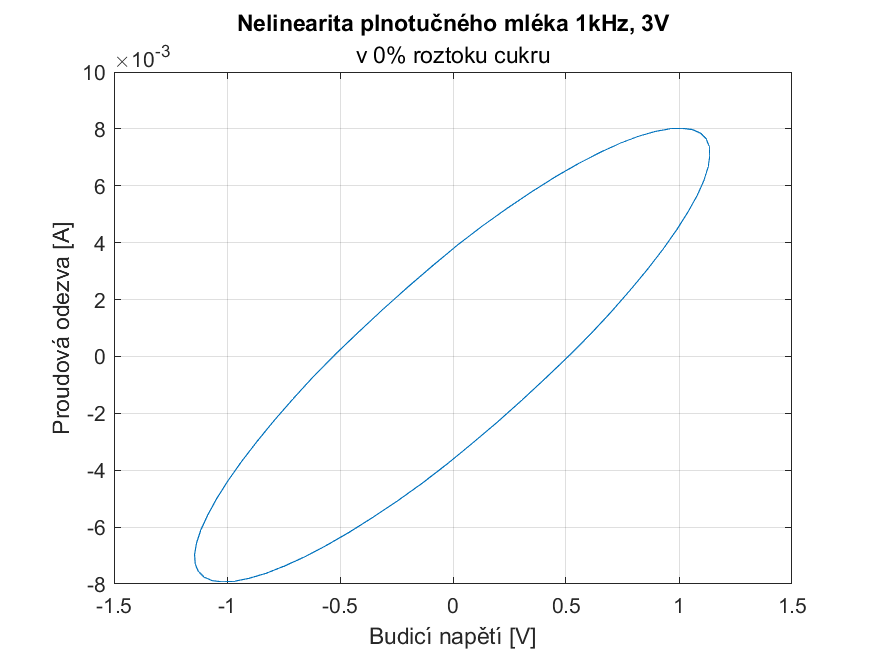 Nelinearita plnotučného mléka 1kHz, 3V
v 0% roztoku cukru
×10-3
10
8
6
4
2
0
-2
-4
-6
-8
-1.5 -1 -0.5 0 0.5 1 1.5
Proudová odezva [A]
Budicí napětí [V]